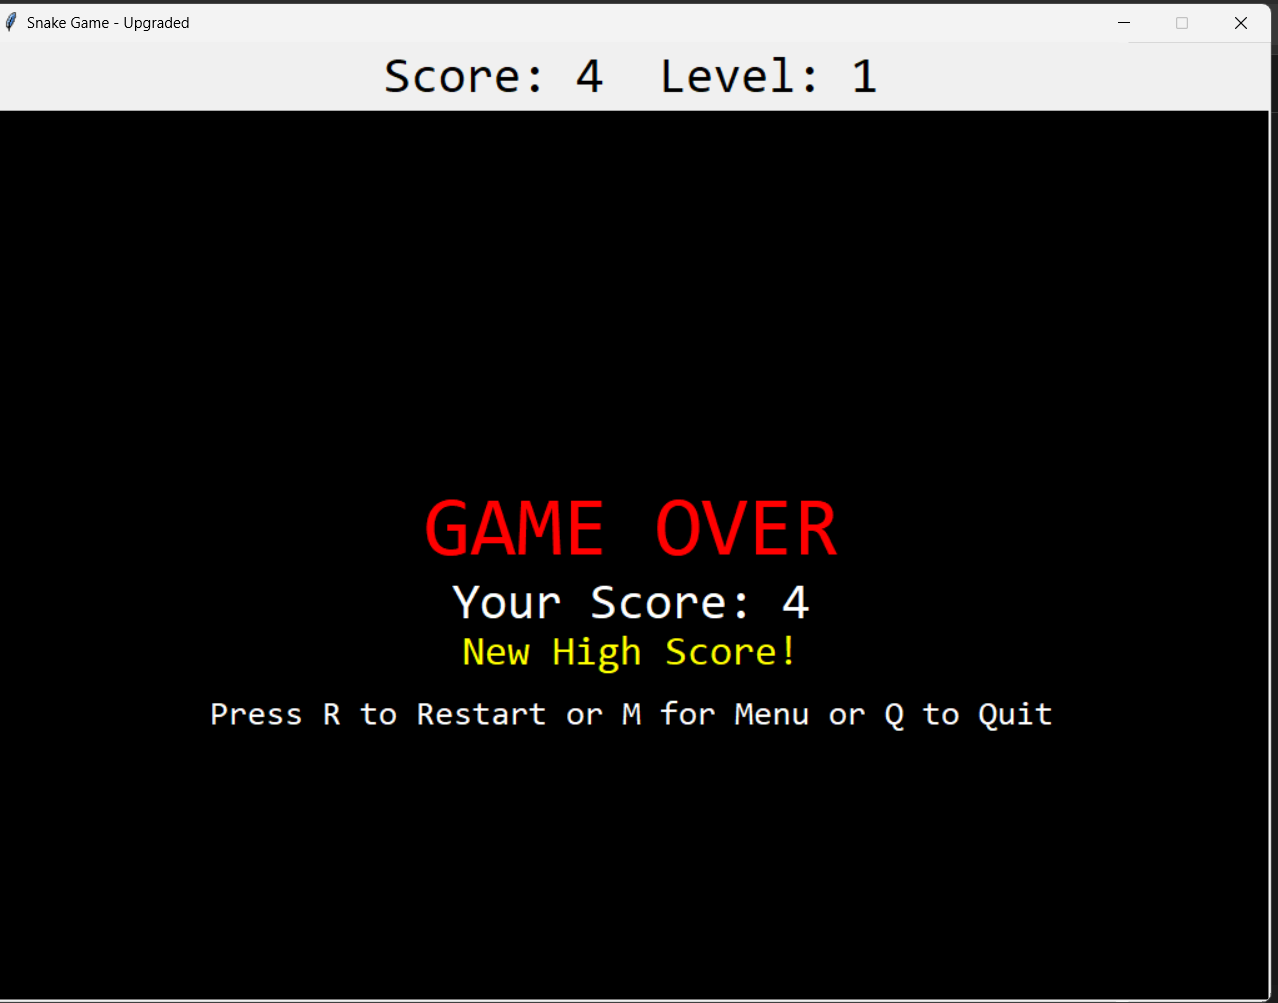 Snake Game - Upgraded
Score: 4  Level: 1
GAME OVER
Your Score: 4
New High Score!
Press R to Restart or M for Menu or Q to Quit